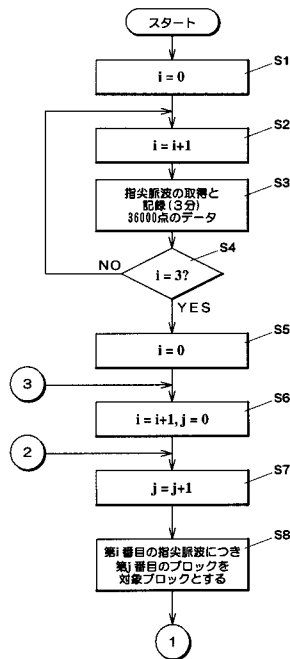 スタート
S1
i = 0
S2
i = i+1
S3
指尖脈波の取得と
記録(3分)
36000点のデータ
S4
NO
i = 3?
YES
S5
i = 0
3
S6
i = i+1, j = 0
2
S7
j = j+1
S8
第i番目の指尖脈波につき
第j番目のブロックを
対象ブロックとする
1